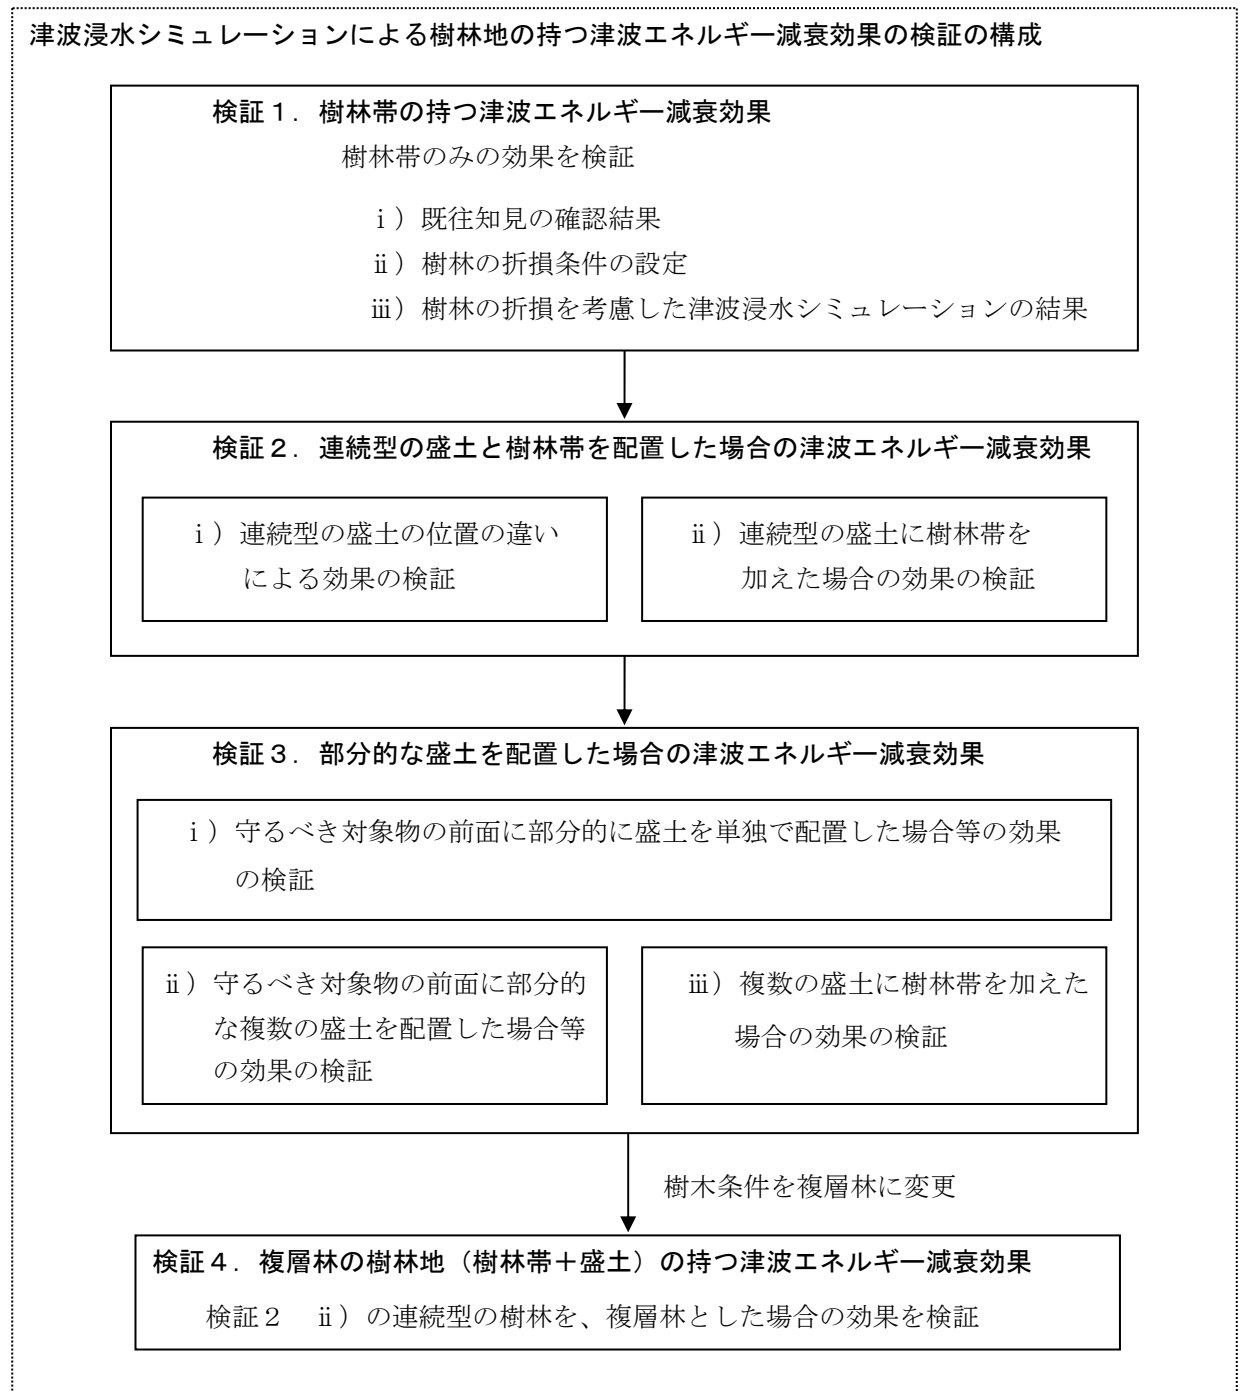 津波浸水シミュレーションによる樹林地の持つ津波エネルギー減衰効果の検証の構成
検証１．樹林帯の持つ津波エネルギー減衰効果
樹林帯のみの効果を検証
ⅰ）既往知見の確認結果
ⅱ）樹林の折損条件の設定
ⅲ）樹林の折損を考慮した津波浸水シミュレーションの結果
検証２．連続型の盛土と樹林帯を配置した場合の津波エネルギー減衰効果
ⅰ）連続型の盛土の位置の違い
による効果の検証
ⅱ）連続型の盛土に樹林帯を
加えた場合の効果の検証
検証３．部分的な盛土を配置した場合の津波エネルギー減衰効果
ⅰ）守るべき対象物の前面に部分的に盛土を単独で配置した場合等の効果
の検証
ⅱ）守るべき対象物の前面に部分的
な複数の盛土を配置した場合等
の効果の検証
ⅲ）複数の盛土に樹林帯を加えた
場合の効果の検証
樹木条件を複層林に変更
検証４．複層林の樹林地（樹林帯＋盛土）の持つ津波エネルギー減衰効果
検証２　ⅱ）の連続型の樹林を、複層林とした場合の効果を検証